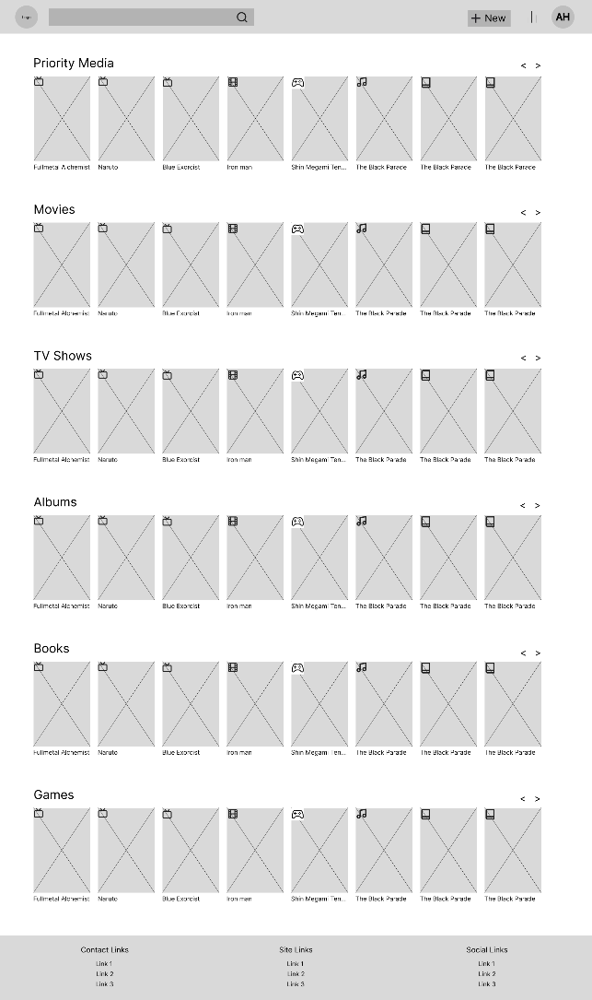 Logo
+ New
AH
Priority Media
< >
Fullmetal Alchemist Naruto Blue Exorcist Iron man Shin Megami Ten... The Black Parade The Black Parade The Black Parade
Movies
< >
Fullmetal Alchemist Naruto Blue Exorcist Iron man Shin Megami Ten... The Black Parade The Black Parade The Black Parade
TV Shows
< >
Fullmetal Alchemist Naruto Blue Exorcist Iron man Shin Megami Ten... The Black Parade The Black Parade The Black Parade
Albums
< >
Fullmetal Alchemist Naruto Blue Exorcist Iron man Shin Megami Ten... The Black Parade The Black Parade The Black Parade
Books
< >
Fullmetal Alchemist Naruto Blue Exorcist Iron man Shin Megami Ten... The Black Parade The Black Parade The Black Parade
Games
< >
Fullmetal Alchemist Naruto Blue Exorcist Iron man Shin Megami Ten... The Black Parade The Black Parade The Black Parade
Contact Links
Link 1
Link 2
Link 3
Site Links
Link 1
Link 2
Link 3
Social Links
Link 1
Link 2
Link 3